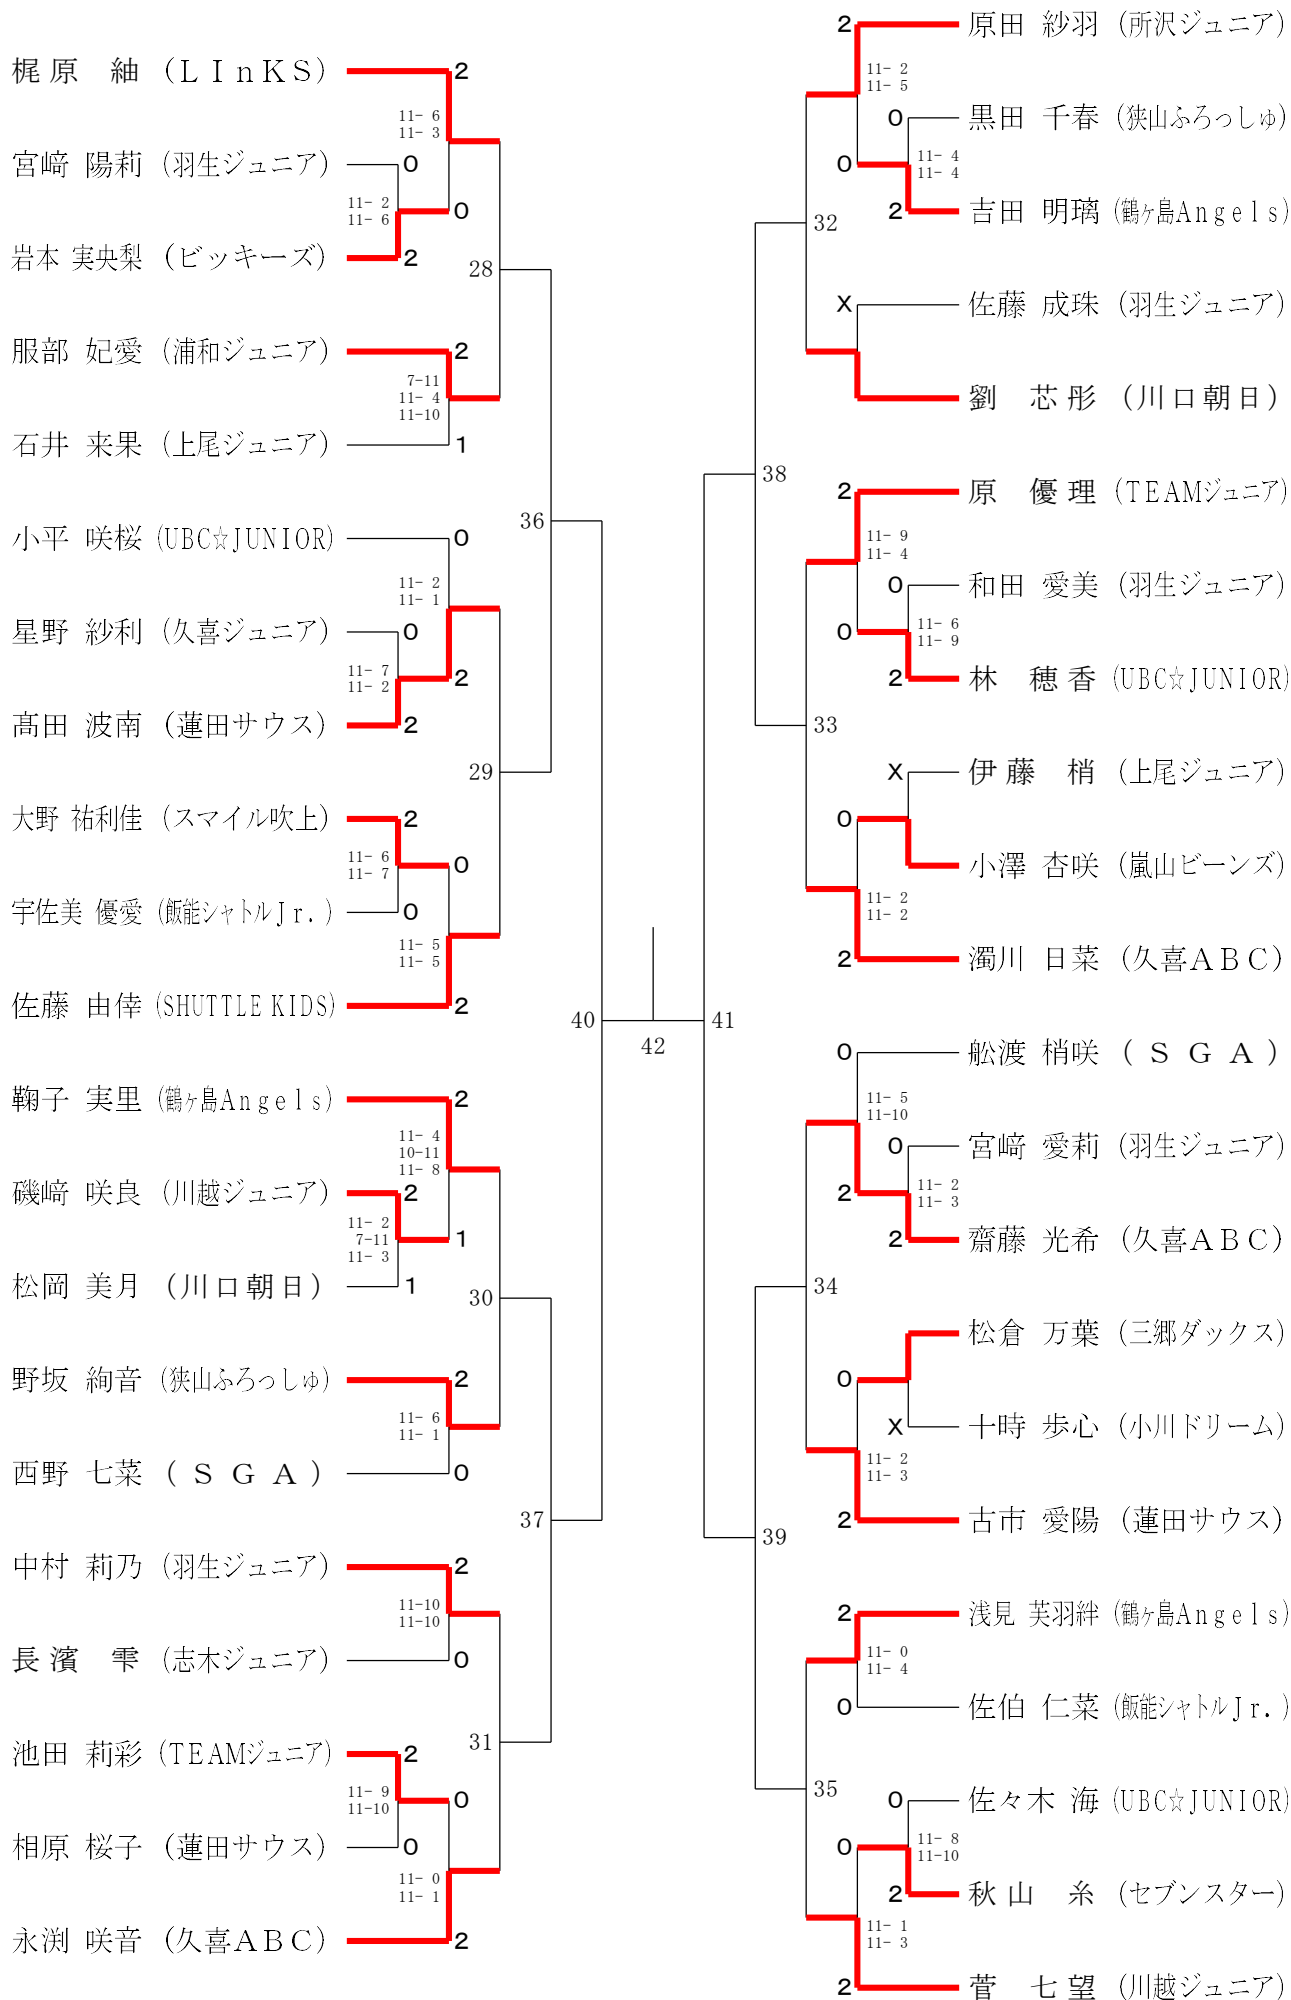 梶原 紬 (ＬＩｎＫＳ) 2
11- 6
11- 3
宮﨑 陽莉 (羽生ジュニア) 0
11- 2
11- 6
0
岩本 実央梨 (ビッキーズ) 2
28
服部 妃愛 (浦和ジュニア) 2
7-11
11- 4
11-10
石井 来果 (上尾ジュニア) 1
36
小平 咲桜 (UBC☆JUNIOR) 0
11- 2
11- 1
星野 紗利 (久喜ジュニア) 0
11- 7
11- 2
2
髙田 波南 (蓮田サウス) 2
29
大野 祐利佳 (スマイル吹上) 2
11- 6
11- 7
0
宇佐美 優愛 (飯能シャトルＪｒ．) 0
11- 5
11- 5
佐藤 由倖 (SHUTTLE KIDS) 2
40
42
41
鞠子 実里 (鶴ヶ島Ａｎｇｅｌｓ) 2
11- 4
10-11
11- 8
磯﨑 咲良 (川越ジュニア) 2
11- 2
7-11
11- 3
1
松岡 美月 (川口朝日) 1
30
野坂 絢音 (狭山ふろっしゅ) 2
11- 6
11- 1
西野 七菜 (ＳＧＡ) 0
37
中村 莉乃 (羽生ジュニア) 2
11-10
11-10
長濱 雫 (志木ジュニア) 0
31
池田 莉彩 (TEAMジュニア) 2
11- 9
11-10
0
相原 桜子 (蓮田サウス) 0
11- 0
11- 1
永渕 咲音 (久喜ＡＢＣ) 2
2 原田 紗羽 (所沢ジュニア)
11- 2
11- 5
0 黒田 千春 (狭山ふろっしゅ)
11- 4
11- 4
0
2 吉田 明璃 (鶴ヶ島Ａｎｇｅｌｓ)
32
X 佐藤 成珠 (羽生ジュニア)
劉 芯彤 (川口朝日)
38
2 原 優理 (TEAMジュニア)
11- 9
11- 4
0 和田 愛美 (羽生ジュニア)
11- 6
11- 9
0
2 林 穂香 (UBC☆JUNIOR)
33
X 伊藤 梢 (上尾ジュニア)
0
小澤 杏咲 (嵐山ビーンズ)
11- 2
11- 2
2 濁川 日菜 (久喜ＡＢＣ)
0 舩渡 梢咲 (ＳＧＡ)
11- 5
11-10
0 宮﨑 愛莉 (羽生ジュニア)
11- 2
11- 3
2
2 齋藤 光希 (久喜ＡＢＣ)
34
松倉 万葉 (三郷ダックス)
0
X 十時 歩心 (小川ドリーム)
11- 2
11- 3
2 古市 愛陽 (蓮田サウス)
39
2 浅見 芙羽絆 (鶴ヶ島Ａｎｇｅｌｓ)
11- 0
11- 4
0 佐伯 仁菜 (飯能シャトルＪｒ．)
35
0 佐々木 海 (UBC☆JUNIOR)
11- 8
11-10
0
2 秋山 糸 (セブンスター)
11- 1
11- 3
2 菅 七望 (川越ジュニア)